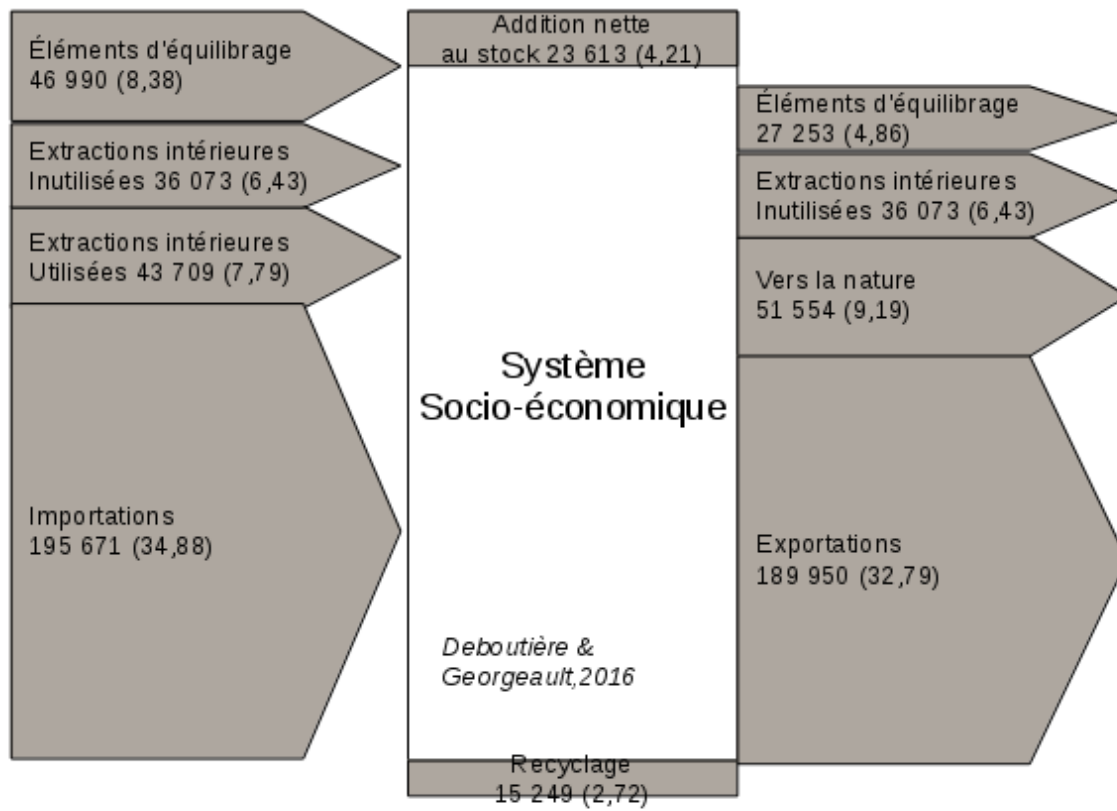 Éléments d'équilibrage
46 990 (8,38)
Extractions intérieures
Inutilisées 36 073 (6,43)
Extractions intérieures
Utilisées 43 709 (7,79)
Importations
195 671 (34,88)
Addition nette
au stock 23 613 (4,21)
Système
Socio-économique
Deboutière &
Georgeault,2016
Recyclage
15 249 (2,72)
Éléments d'équilibrage
27 253 (4,86)
Extractions intérieures
Inutilisées 36 073 (6,43)
Vers la nature
51 554 (9,19)
Exportations
189 950 (32,79)